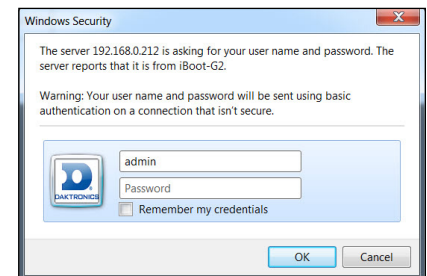 Windows Security
The server 192.168.0.212 is asking for your user name and password. The
server reports that it is from iBoot-G2.
Warning: Your user name and password will be sent using basic
authentication on a connection that isn't secure.
admin
Password
DAKTRONICS
Remember my credentials
OK Cancel